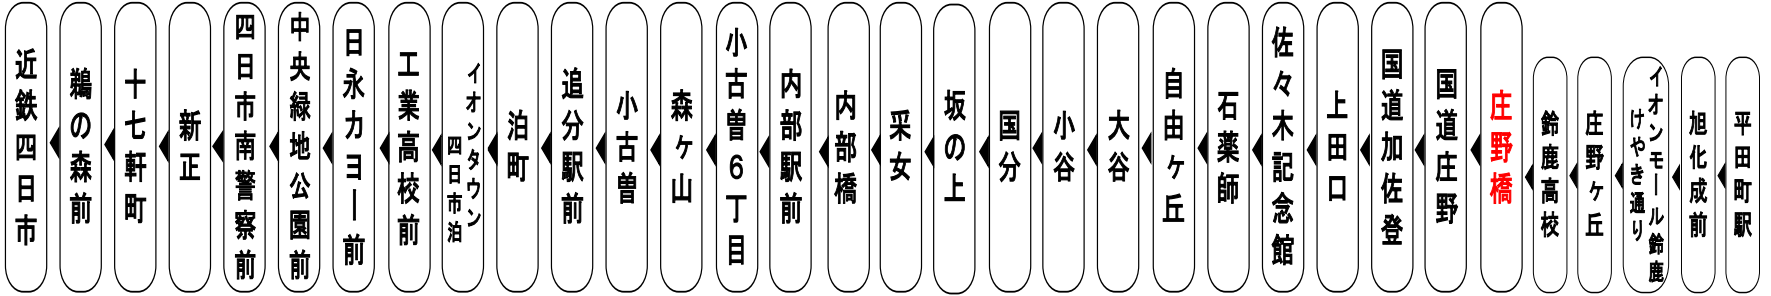 平田町駅
旭化成前
イオンモール鈴鹿
けやき通り
庄野ヶ丘
鈴鹿高校
庄野橋
国道庄野
国道加佐登
上田口
佐々木記念館
石薬師
自由ヶ丘
大谷
小谷
国分
坂の上
采女
内部橋
内部駅前
小古曽6丁目
森ヶ山
小古曽
追分駅前
泊町
イオンタウン
四日市泊
工業高校前
日永カヨー前
中央緑地公園前
四日市南警察前
新正
十七軒町
鵜の森前
近鉄四日市